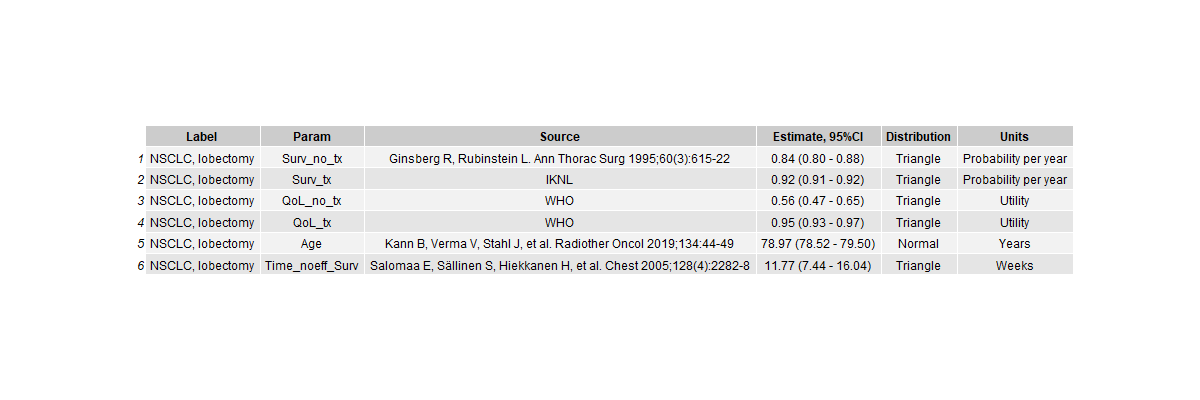 Label Param Source Estimate, 95%CI Distribution Units
1 NSCLC, lobectomy Surv_no_tx Ginsberg R, Rubinstein L. Ann Thorac Surg 1995;60(3):615-22 0.84 (0.80 - 0.88) Triangle Probability per year
2 NSCLC, lobectomy Surv_tx IKNL 0.92 (0.91 - 0.92) Triangle Probability per year
3 NSCLC, lobectomy QoL_no_tx WHO 0.56 (0.47 - 0.65) Triangle Utility
4 NSCLC, lobectomy QoL_tx WHO 0.95 (0.93 - 0.97) Triangle Utility
5 NSCLC, lobectomy Age Kann B, Verma V, Stahl J, et al. Radiother Oncol 2019;134:44-49 78.97 (78.52 - 79.50) Normal Years
6 NSCLC, lobectomy Time_noeff_Surv Salomaa E, Sällinen S, Hiekkanen H, et al. Chest 2005;128(4):2282-8 11.77 (7.44 - 16.04) Triangle Weeks